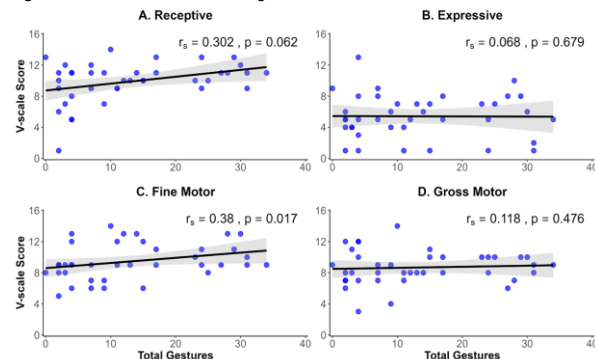 A. Receptive
B. Expressive
rs = 0.302 , p = 0.062
rs = 0.068 , p = 0.679
V-scale Score
16
12
8
4
0
0 10 20 30 40
16
12
8
4
0
0 10 20 30 40
C. Fine Motor
D. Gross Motor
rs = 0.38 , p = 0.017
rs = 0.118 , p = 0.476
V-scale Score
16
12
8
4
0
0 10 20 30 40
Total Gestures
16
12
8
4
0
0 10 20 30 40
Total Gestures